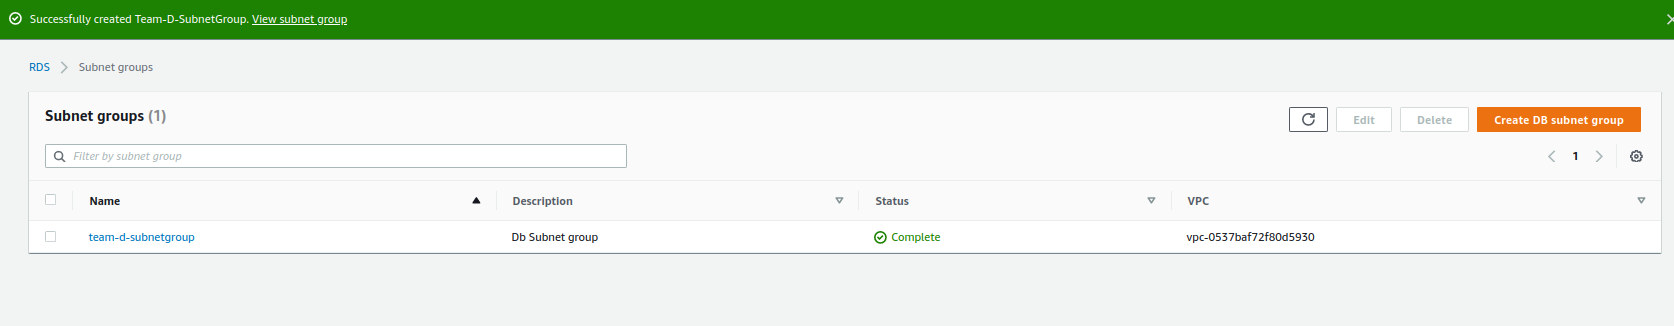 Successfully created Team-D-SubnetGroup. View subnet group
RDS Subnet groups
Subnet groups (1)
Edit Delete Create DB subnet group
Filter by subnet group
1
Name Description Status VPC
team-d-subnetgroup Db Subnet group Complete vpc-0537baf72f80d5930